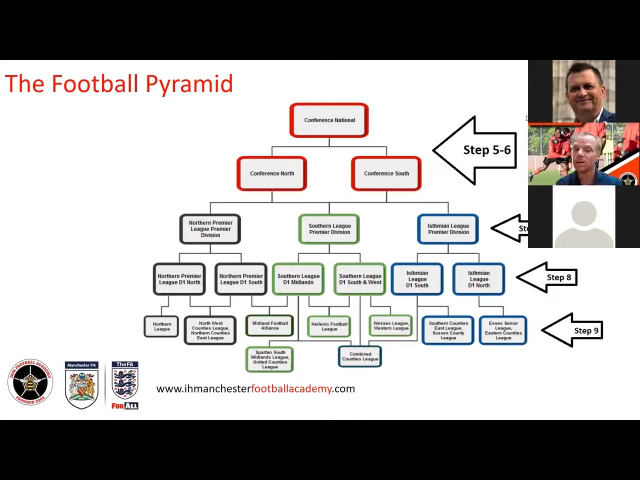 The Football Pyramid
Conference National
Step 5-6
Conference North
Conference South
Northern Premier
League Premier
Division
Southern League
Premier Division
Isthmian League
Premier Division
Northern Premier
League D1 North
Northern Premier
League D1 South
Southern League
D1 Midlands
Southern League
D1 South & West
Isthmian
League
D1 South
Isthmian
League
D1 North
Step 8
Northern
League
North West
Counties League,
Northern Counties
East League
Midland Football
Alliance
Hellenic Football
League
Wessex League,
Western League
Southern Counties
East League,
Sussex County
League
Essex Senior
League,
Eastern Counties
League
Step 9
Spartan South
Midlands League,
United Counties
League
Combined
Counties League
Manchester FA
TheFA
FORALL
www.ihmanchesterfootballacademy.com